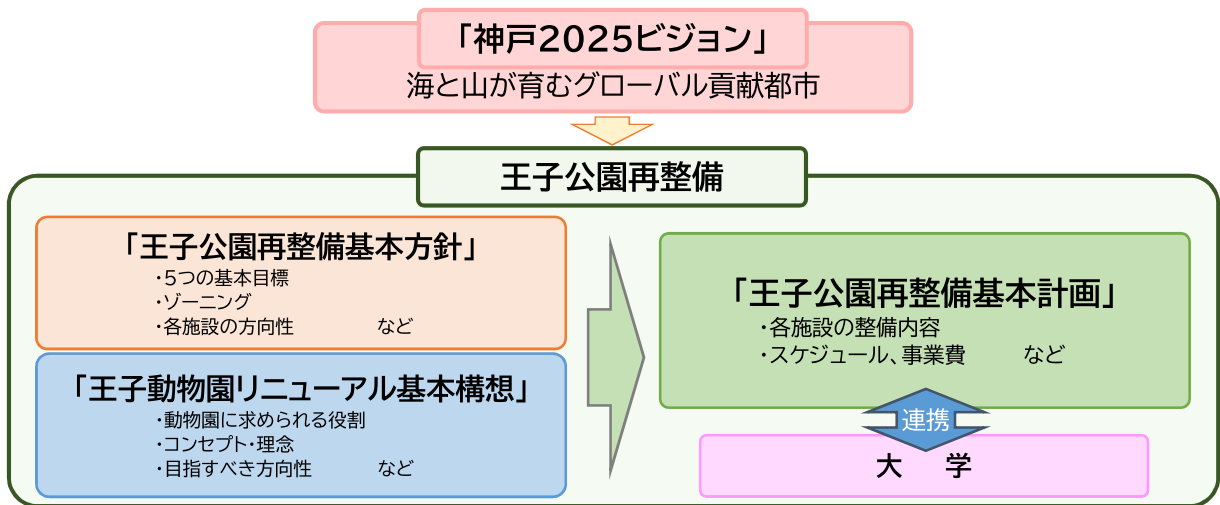 「神戸2025ビジョン」
海と山が育むグローバル貢献都市
王子公園再整備
「王子公園再整備基本方針」
・5つの基本目標
・ゾーニング
・各施設の方向性 など
「王子動物園リニューアル基本構想」
・動物園に求められる役割
・コンセプト・理念
・目指すべき方向性 など
「王子公園再整備基本計画」
・各施設の整備内容
・スケジュール、事業費 など
連携
大 学